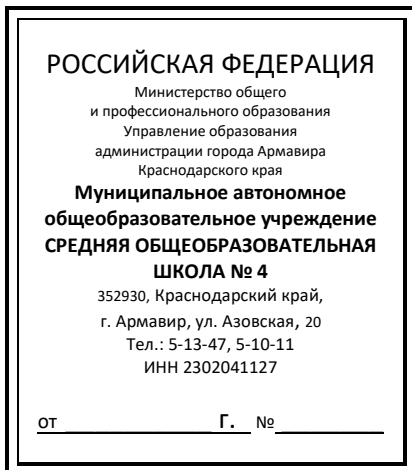 РОССИЙСКАЯ ФЕДЕРАЦИЯ
Министерство общего
и профессионального образования
Управление образования
администрации города Армавира
Краснодарского края
Муниципальное автономное
общеобразовательное учреждение
СРЕДНЯЯ ОБЩЕОБРАЗОВАТЕЛЬНАЯ
ШКОЛА № 4
352930, Краснодарский край,
г. Армавир, ул. Азовская, 20
Тел.: 5-13-47, 5-10-11
ИНН 2302041127
от ______________ Г. № __________